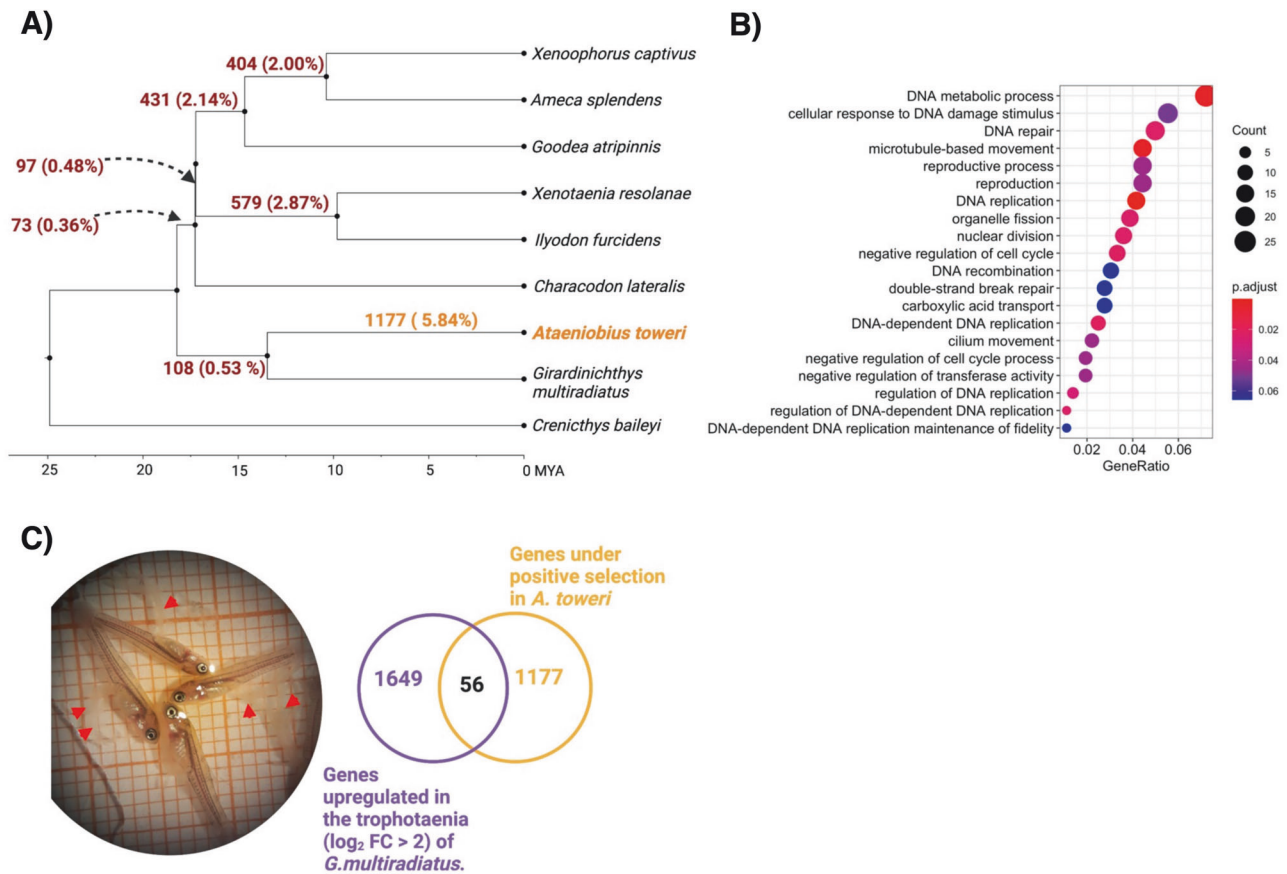 A)
404 (2.00%)
Xenoophorus captivus
431 (2.14%)
Ameca splendens
Goodea atripinnis
97 (0.48%)
579 (2.87%)
Xenotaenia resolanae
73 (0.36%)
Ilyodon furcidens
Characodon lateralis
1177 ( 5.84%)
Ataeniobius toweri
108 (0.53 %)
Girardinichthys
multiradiatus
Crenicthys baileyi
25
20
15
10
5
0 MYA
B)
DNA metabolic process
cellular response to DNA damage stimulus
DNA repair
microtubule-based movement
reproductive process
reproduction
DNA replication
organelle fission
nuclear division
negative regulation of cell cycle
DNA recombination
double-strand break repair
carboxylic acid transport
DNA-dependent DNA replication
cilium movement
negative regulation of cell cycle process
negative regulation of transferase activity
regulation of DNA replication
regulation of DNA-dependent DNA replication
DNA-dependent DNA replication maintenance of fidelity
0.02
0.04
0.06
GeneRatio
Count
5
10
15
20
25
p.adjust
0.02
0.04
0.06
C)
Genes under
positive selection
in A. toweri
1649
56
1177
Genes
upregulated in
the trophotaenia
(log₂ FC > 2) of
G.multiradiatus.